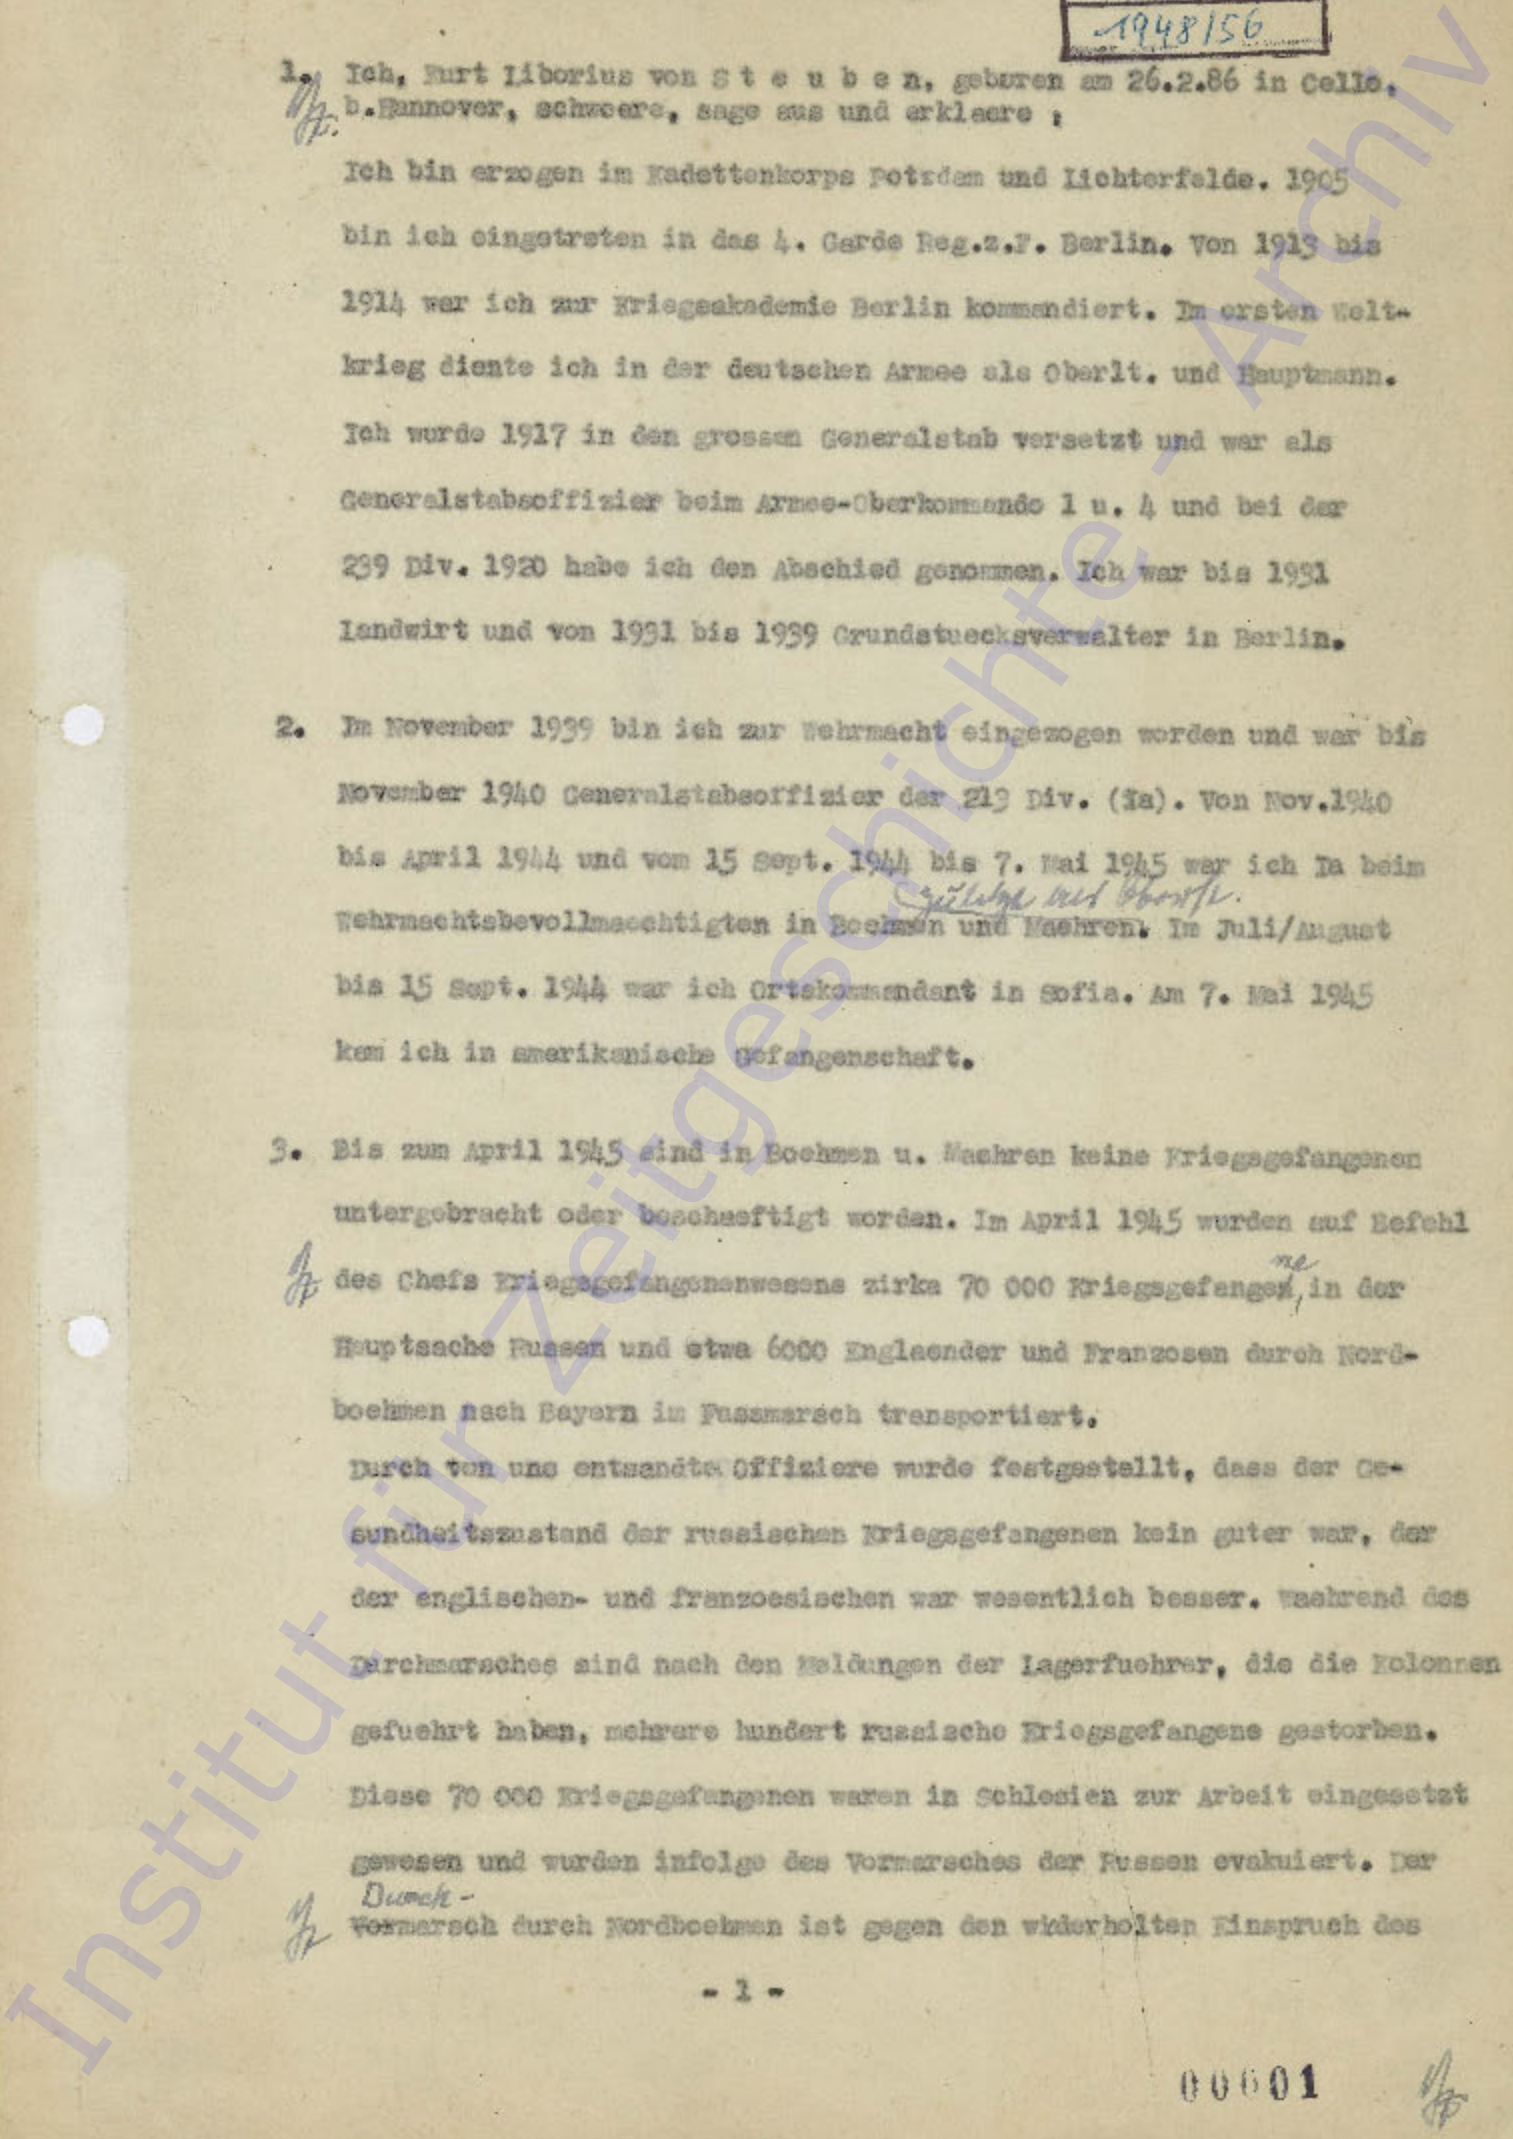 1948/56
1. Ich, Kurt Liborius von S t e u b e n, geboren am 26.2.86 in Celle,
b.Hannover, schwoere, sage aus und erklaere :
Ich bin erzogen im Kadettenkorps Potsdam und Lichterfelde. 1905
bin ich eingetreten in das 4. Garde Reg.z.F. Berlin. Von 1913 bis
1914 war ich zur Kriegsakademie Berlin kommandiert. Im ersten Welt-
krieg diente ich in der deutschen Armee als Oberlt. und Hauptmann.
Ich wurde 1917 in den grossen Generalstab versetzt und war als
Generalstabsoffizier beim Armee-Oberkommando 1 u. 4 und bei der
239 Div. 1920 habe ich den Abschied genommen. Ich war bis 1931
Landwirt und von 1931 bis 1939 Grundstuecksverwalter in Berlin.
2. Im November 1939 bin ich zur Wehrmacht eingezogen worden und war bis
November 1940 Generalstabsoffizier der 213 Div. (Ia). Von Nov.1940
bis April 1944 und vom 15 Sept. 1944 bis 7. Mai 1945 war ich Ia beim
zuletzt als Oberst.
Wehrmachtsbevollmaechtigten in Boehmen und Maehren. Im Juli/August
bis 15 Sept. 1944 war ich Ortskommandant in Sofia. Am 7. Mai 1945
kam ich in amerikanische Gefangenschaft.
3. Bis zum April 1945 sind in Boehmen u. Maehren keine Kriegsgefangenen
untergebracht oder beschaeftigt worden. Im April 1945 wurden auf Befehl
des Chefs Kriegsgefangenenwesens zirka 70 000 Kriegsgefangene, in der
Hauptsache Russen und etwa 6000 Englaender und Franzosen durch Nord-
boehmen nach Bayern im Fussmarsch transportiert.
Durch von uns entsandte Offiziere wurde festgestellt, dass der Ge-
sundheitszustand der russischen Kriegsgefangenen kein guter war, der
der englischen- und franzoesischen war wesentlich besser. Waehrend des
Durchmarsches sind nach den Meldungen der Lagerfuehrer, die die Kolonnen
gefuehrt haben, mehrere hundert russische Kriegsgefangene gestorben.
Diese 70 000 Kriegsgefangenen waren in Schlesien zur Arbeit eingesetzt
gewesen und wurden infolge des Vormarsches der Russen evakuiert. Der
Durch-
Vormarsch durch Nordboehmen ist gegen den widerholten Einspruch des
- 1 -
00001
Institut für Zeitgeschichte - Archiv